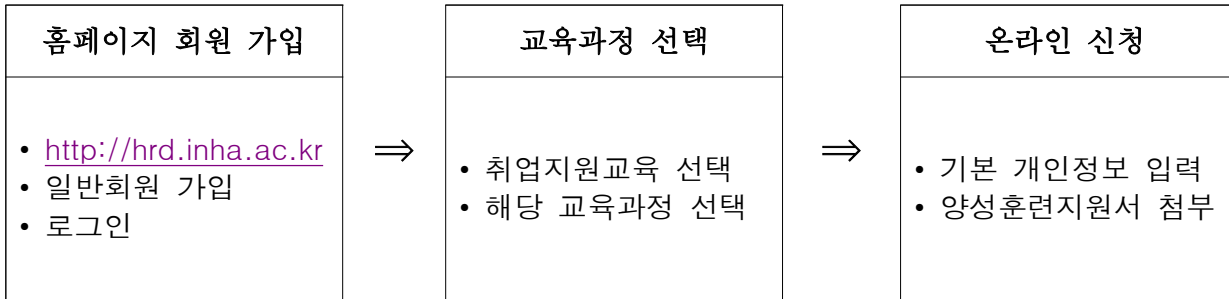 홈페이지 회원 가입
• http://hrd.inha.ac.kr
• 일반회원 가입
• 로그인
⇒
교육과정 선택
• 취업지원교육 선택
• 해당 교육과정 선택
⇒
온라인 신청
• 기본 개인정보 입력
• 양성훈련지원서 첨부